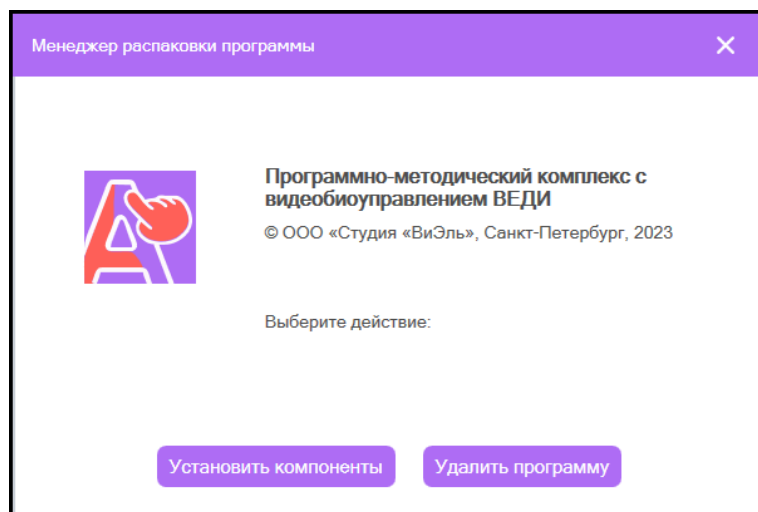 Менеджер распаковки программы
Программно-методический комплекс с
видеобиоуправлением ВЕДИ
© ООО «Студия «ВиЭль», Санкт-Петербург, 2023
Выберите действие:
Установить компоненты
Удалить программу